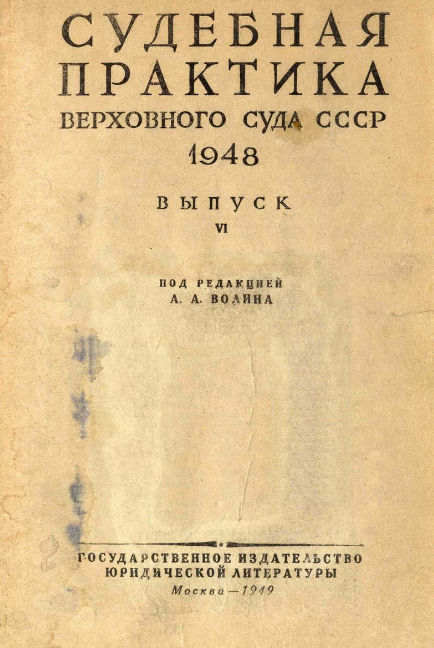 СУДЕБНАЯ
ПРАКТИКА
ВЕРХОВНОГО СУДА СССР
1948
ВЫПУСК
VI
ПОД РЕДАКЦИЕЙ
А. А. ВОЛИНА
ГОСУДАРСТВЕННОЕ ИЗДАТЕЛЬСТВО
ЮРИДИЧЕСКОЙ ЛИТЕРАТУРЫ
Москва — 1949